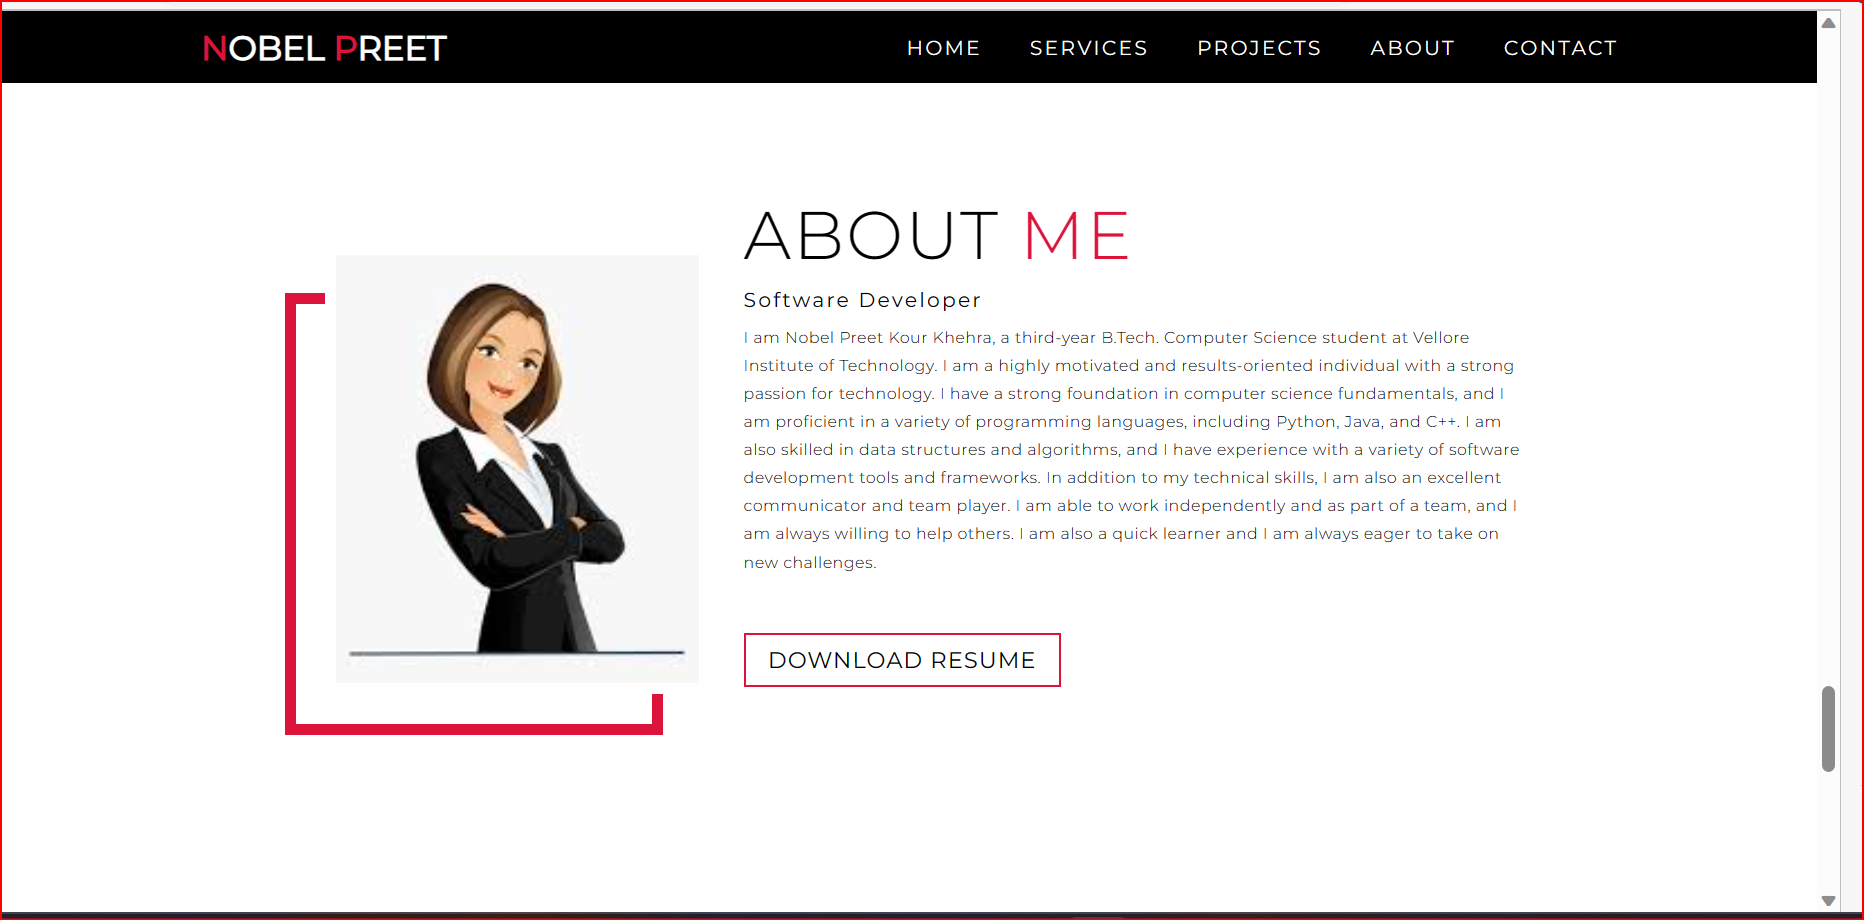 NOBEL PREET HOME SERVICES PROJECTS ABOUT CONTACT
ABOUT ME
Software Developer
I am Nobel Preet Kour Khehra, a third-year B.Tech. Computer Science student at Vellore
Institute of Technology. I am a highly motivated and results-oriented individual with a strong
passion for technology. I have a strong foundation in computer science fundamentals, and I
am proficient in a variety of programming languages, including Python, Java, and C++. I am
also skilled in data structures and algorithms, and I have experience with a variety of software
development tools and frameworks. In addition to my technical skills, I am also an excellent
communicator and team player. I am able to work independently and as part of a team, and I
am always willing to help others. I am also a quick learner and I am always eager to take on
new challenges.
DOWNLOAD RESUME